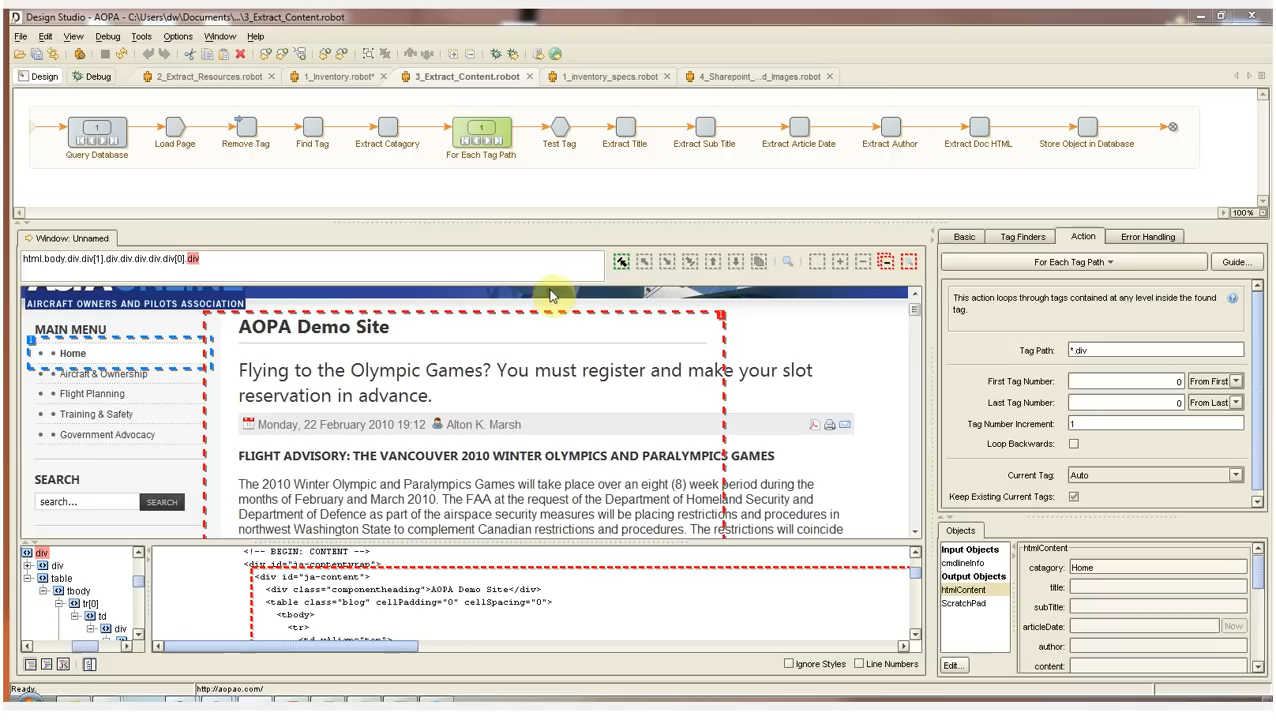 Design Studio - AOPA - C:\Users\dw\Documents\...\3_Extract_Content.robot
File Edit View Debug Tools Options Window Help
Design Debug 2_Extract_Resources.robot 1_Inventory.robot* 3_Extract_Content.robot 1_inventory_specs.robot 4_Sharepoint_...d_Images.robot
1 1
Query Database Load Page Remove Tag Find Tag Extract Catagory For Each Tag Path Test Tag Extract Title Extract Sub Title Extract Article Date Extract Author Extract Doc HTML Store Object in Database
100%
Window: Unnamed
html.body.div.div[1].div.div.div.div.div[0].div
AIRCRAFT OWNERS AND PILOTS ASSOCIATION
MAIN MENU
Home
Aircraft & Ownership
Flight Planning
Training & Safety
Government Advocacy
SEARCH
search... SEARCH
1
1
AOPA Demo Site
Flying to the Olympic Games? You must register and make your slot
reservation in advance.
Monday, 22 February 2010 19:12 Alton K. Marsh
FLIGHT ADVISORY: THE VANCOUVER 2010 WINTER OLYMPICS AND PARALYMPICS GAMES
The 2010 Winter Olympic and Paralympics Games will take place over an eight (8) week period during the
months of February and March 2010. The FAA at the request of the Department of Homeland Security and
Department of Defence as part of the airspace security measures will be placing restrictions and procedures in
northwest Washington State to complement Canadian restrictions and procedures. The restrictions will coincide
Basic Tag Finders Action Error Handling
For Each Tag Path Guide...
This action loops through tags contained at any level inside the found
tag.
Tag Path: *.div
First Tag Number: 0 From First
Last Tag Number: 0 From Last
Tag Number Increment: 1
Loop Backwards:
Current Tag: Auto
Keep Existing Current Tags:
Objects
Input Objects
cmdlineInfo
Output Objects
htmlContent
ScratchPad
Edit...
htmlContent
catagory: Home
title:
subTitle:
articleDate: Now
author:
content:
div
div
table
tbody
tr[0]
td
div
<!-- BEGIN: CONTENT -->
<div id="ja-contentwrap">
<div id="ja-content">
<div class="componentheading">AOPA Demo Site</div>
<table class="blog" cellPadding="0" cellSpacing="0">
<tbody>
<tr>
<td vAlign="top">
Ignore Styles Line Numbers
Ready http://aopao.com/